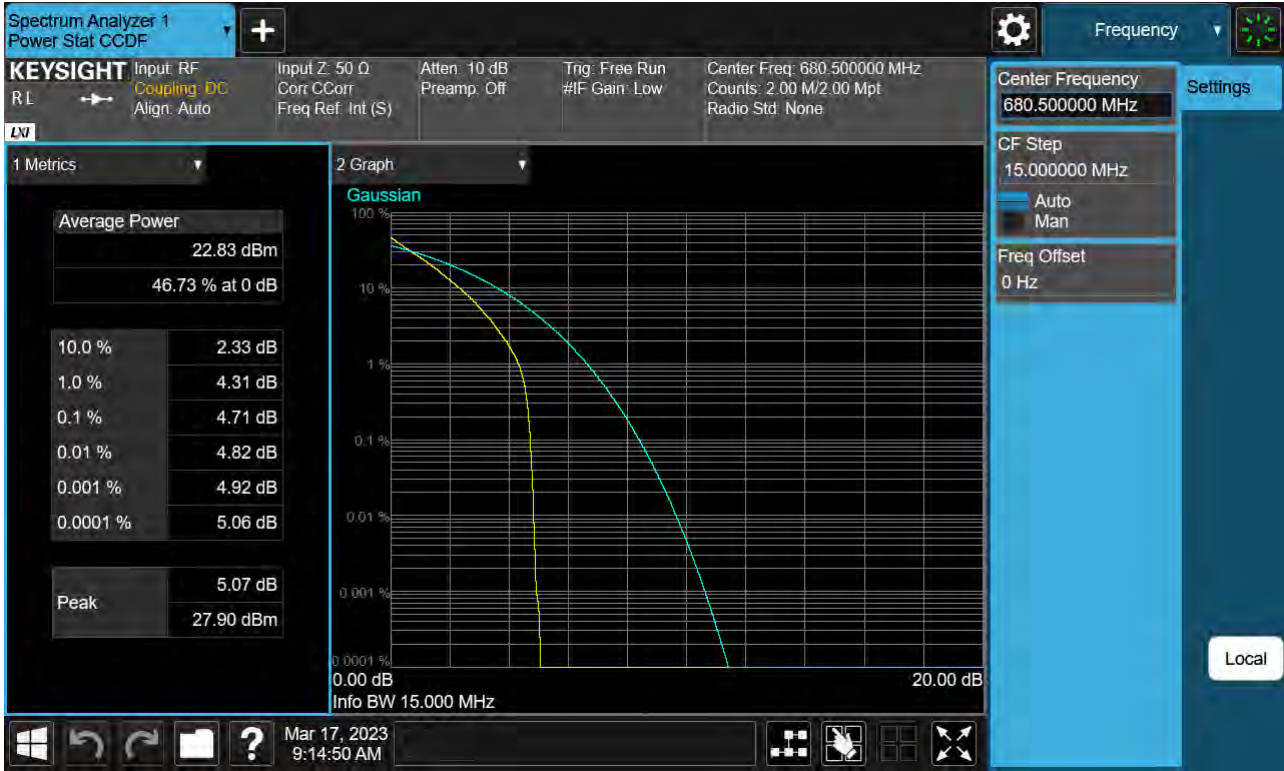 Spectrum Analyzer 1
Power Stat CCDF
+
Frequency
KEYSIGHT
R L
LXI
Input: RF
Coupling: DC
Align: Auto
Input Z: 50 Ω
Corr CCorr
Freq Ref: Int (S)
Atten: 10 dB
Preamp: Off
Trig: Free Run
#IF Gain: Low
Center Freq: 680.500000 MHz
Counts: 2.00 M/2.00 Mpt
Radio Std: None
Center Frequency
680.500000 MHz
Settings
CF Step
15.000000 MHz
Auto
Man
Freq Offset
0 Hz
1 Metrics
Average Power
22.83 dBm
46.73 % at 0 dB
10.0 % 2.33 dB
1.0 % 4.31 dB
0.1 % 4.71 dB
0.01 % 4.82 dB
0.001 % 4.92 dB
0.0001 % 5.06 dB
Peak
5.07 dB
27.90 dBm
2 Graph
Gaussian
100 %
10 %
1 %
0.1 %
0.01 %
0.001 %
0.0001 %
0.00 dB 20.00 dB
Info BW 15.000 MHz
Local
?
Mar 17, 2023
9:14:50 AM